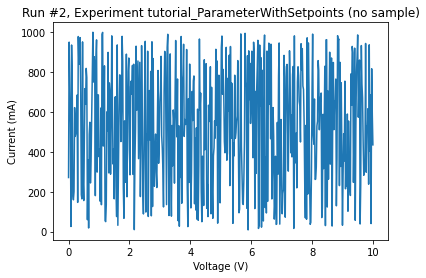 Run #2, Experiment tutorial_ParameterWithSetpoints (no sample)
Current (mA)
1000
800
600
400
200
0
0 2 4 6 8 10
Voltage (V)